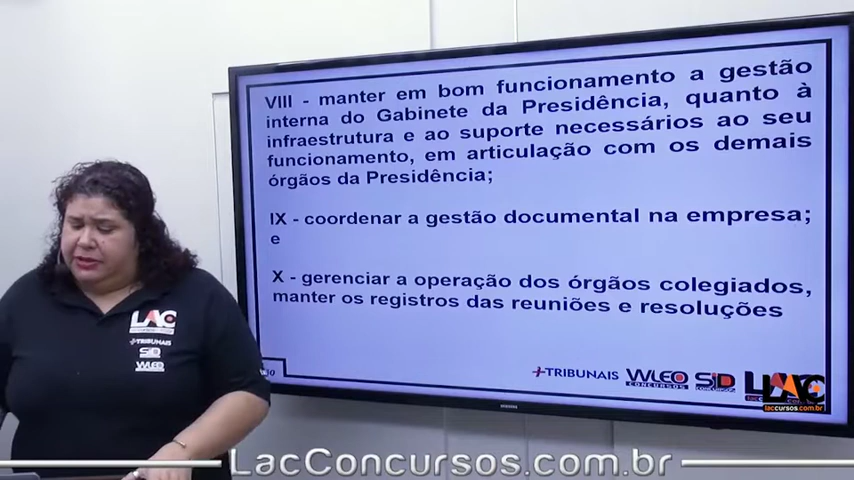 VIII - manter em bom funcionamento a gestão
interna do Gabinete da Presidência, quanto à
infraestrutura e ao suporte necessários ao seu
funcionamento, em articulação com os demais
órgãos da Presidência;
IX - coordenar a gestão documental na empresa;
e
X - gerenciar a operação dos órgãos colegiados,
manter os registros das reuniões e resoluções
+TRIBUNAIS WLEO CONCURSOS SID CONCURSOS LAC
laccursos.com.br
LAC
+TRIBUNAIS
SID
WLEO
LacConcursos.com.br